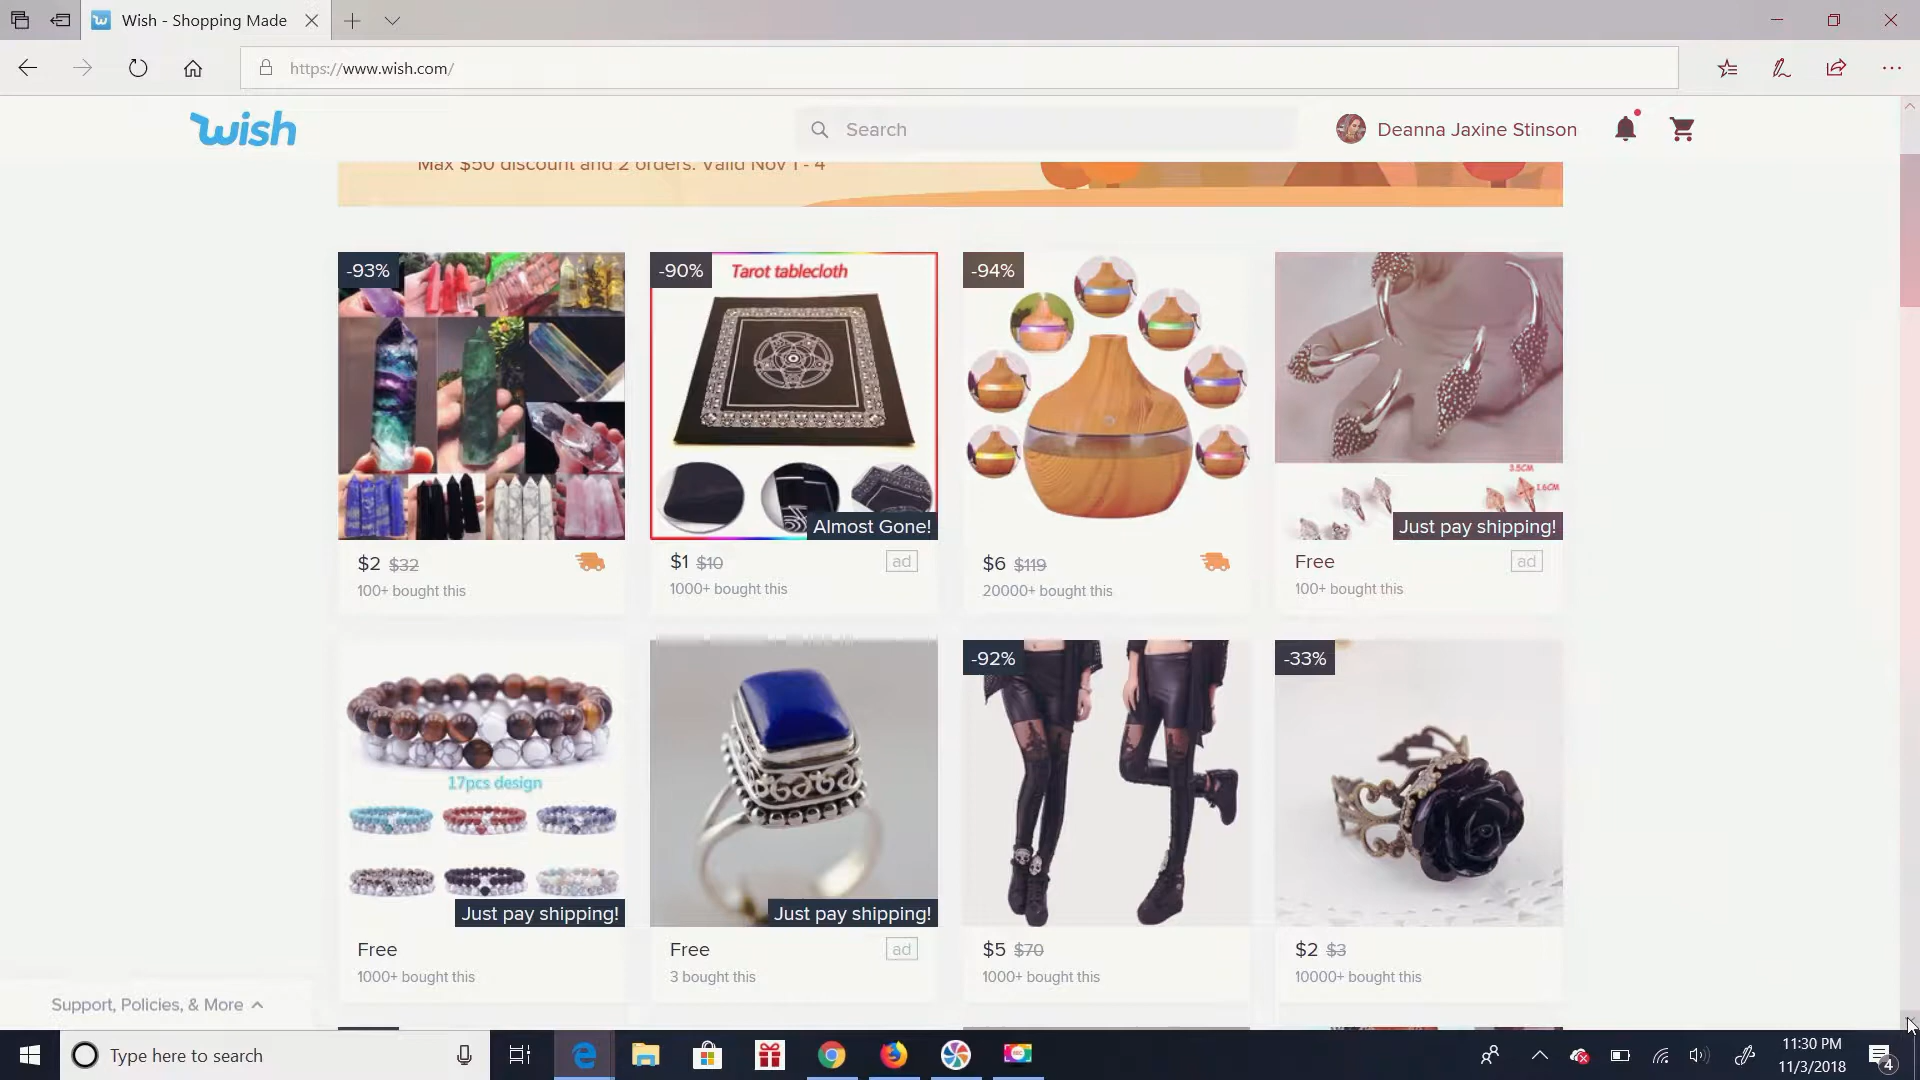 Wish - Shopping Made
https://www.wish.com/
wish
Search
Deanna Jaxine Stinson
Max $50 discount and 2 orders. Valid Nov 1 - 4
-93%
-90%
Tarot tablecloth
-94%
3.5CM
1.6CM
Almost Gone!
Just pay shipping!
$2 $32
100+ bought this
$1 $10
ad
1000+ bought this
$6 $119
20000+ bought this
Free
ad
100+ bought this
-92%
-33%
17pcs design
Just pay shipping!
Just pay shipping!
Free
1000+ bought this
Free
ad
3 bought this
$5 $70
1000+ bought this
$2 $3
10000+ bought this
Support, Policies, & More
Type here to search
11:30 PM
11/3/2018
4